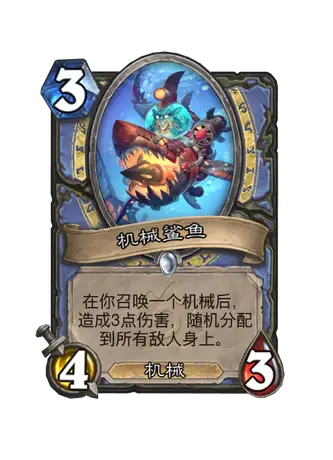 3
机械鲨鱼
在你召唤一个机械后，
造成3点伤害，随机分配
到所有敌人身上。
4
机械
3